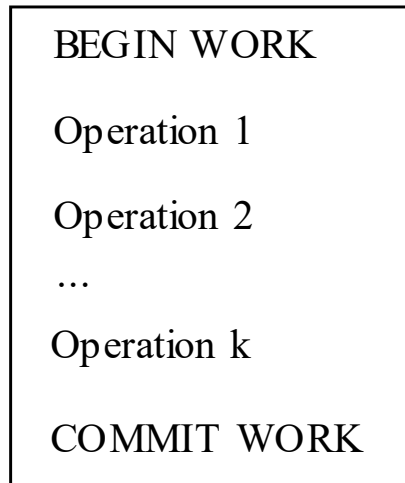 BEGIN WORK
Operation 1
Operation 2
...
Operation k
COMMIT WORK